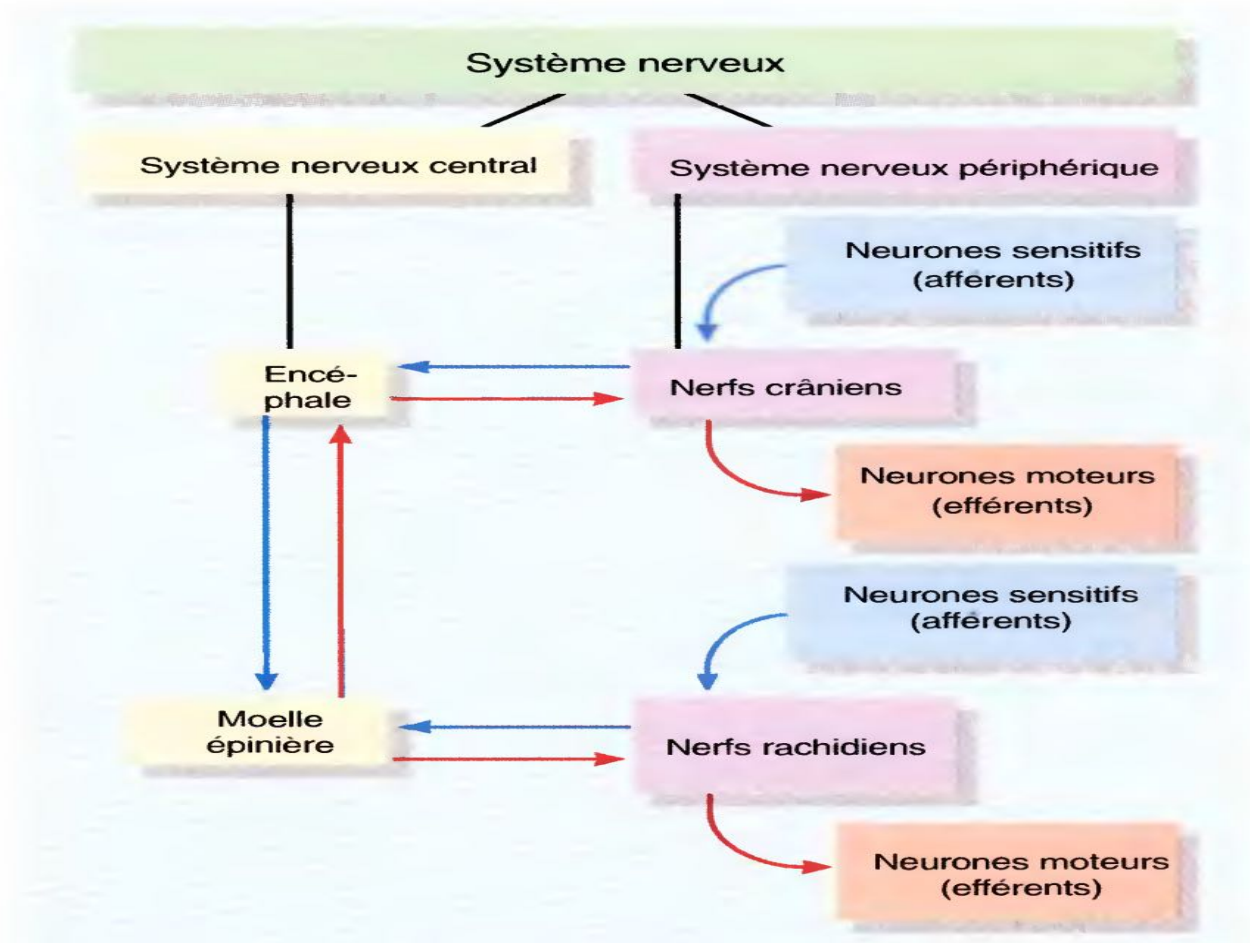 Système nerveux
Système nerveux central
Système nerveux périphérique
Neurones sensitifs
(afférents)
Encé-
phale
Nerfs crâniens
Neurones moteurs
(efférents)
Neurones sensitifs
(afférents)
Moelle
épinière
Nerfs rachidiens
Neurones moteurs
(efférents)